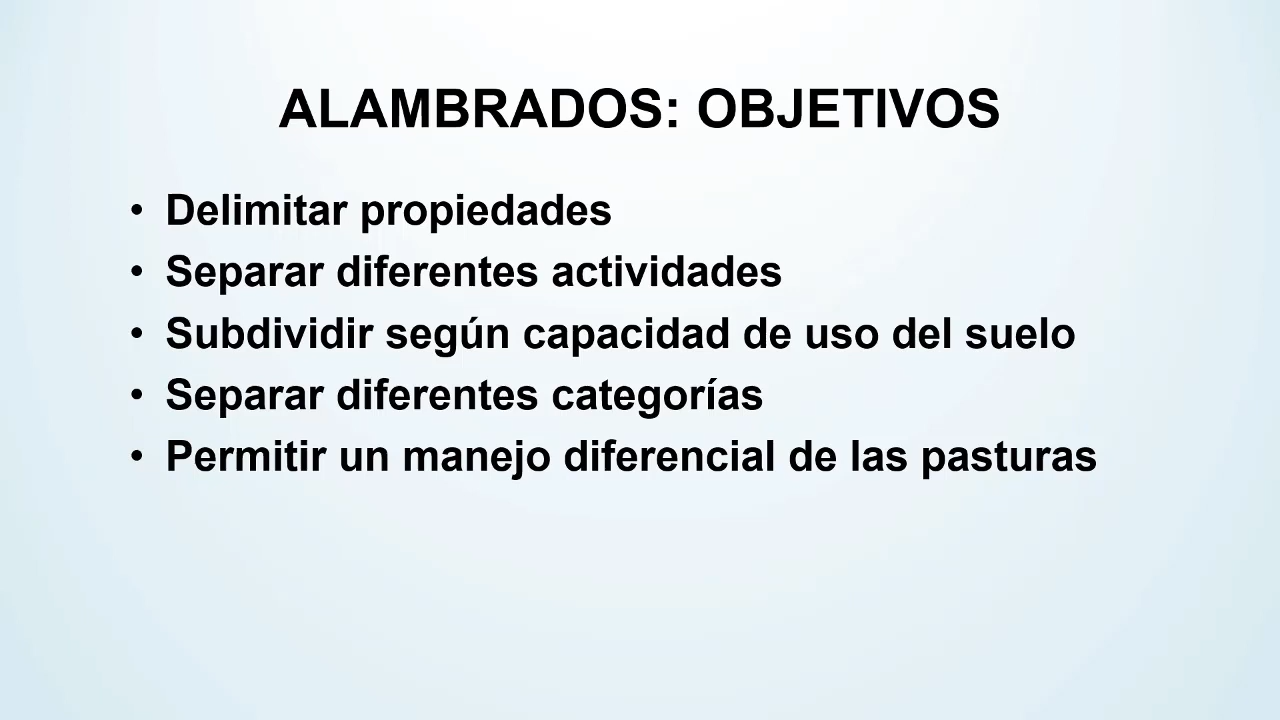 ALAMBRADOS: OBJETIVOS
• Delimitar propiedades
• Separar diferentes actividades
• Subdividir según capacidad de uso del suelo
• Separar diferentes categorías
• Permitir un manejo diferencial de las pasturas